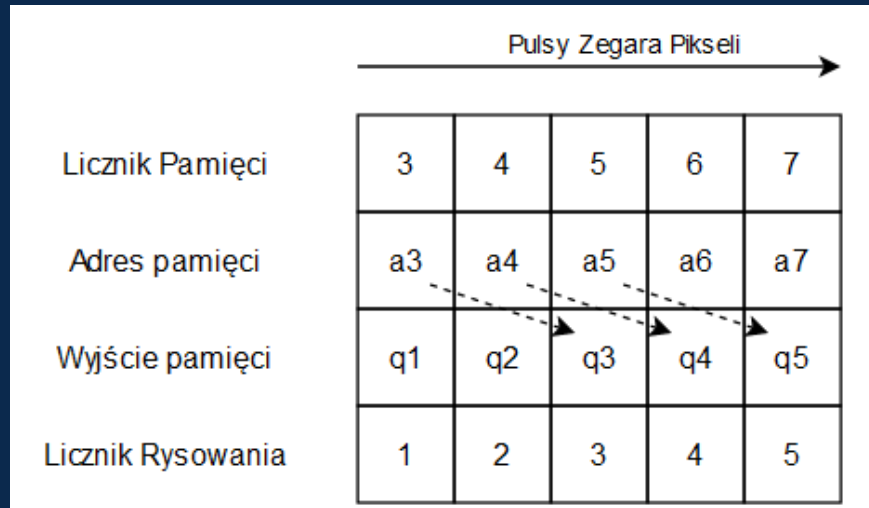 Pulsy Zegara Pikseli
Licznik Pamięci 3 4 5 6 7
Adres pamięci a3 a4 a5 a6 a7
Wyjście pamięci q1 q2 q3 q4 q5
Licznik Rysowania 1 2 3 4 5